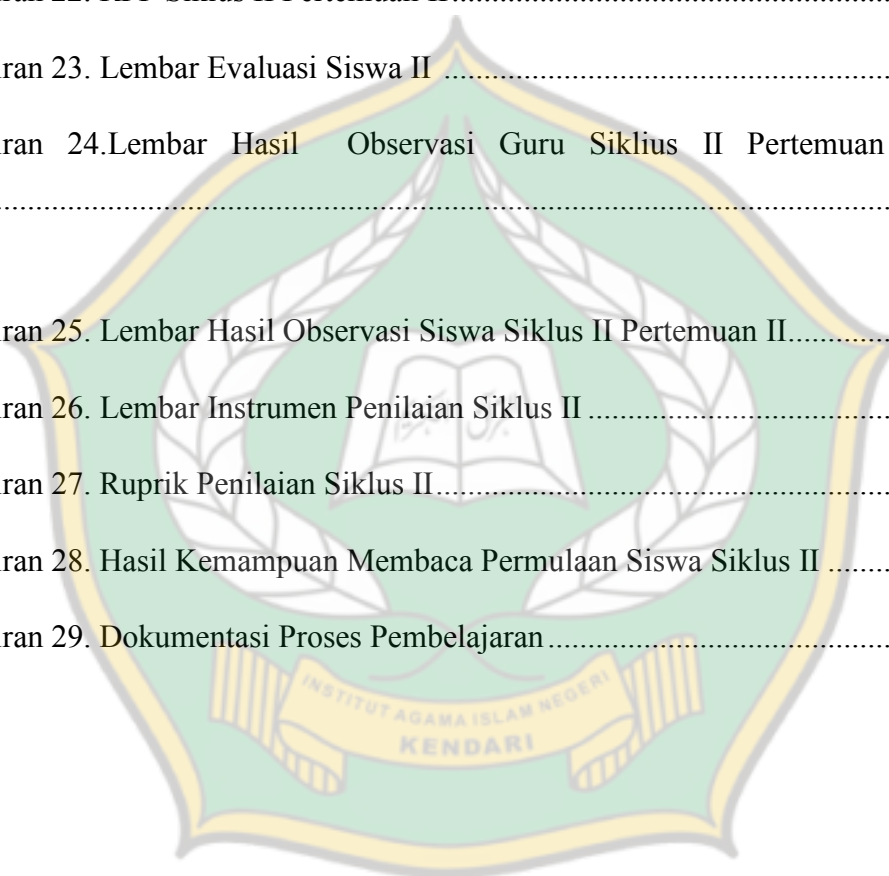 ran 23. Lembar Evaluasi Siswa II ....................................................................
ran 24.Lembar Hasil Observasi Guru Siklius II Pertemuan
....................................................................................................................
ran 25. Lembar Hasil Observasi Siswa Siklus II Pertemuan II.............
ran 26. Lembar Instrumen Penilaian Siklus II ..............................................
ran 27. Ruprik Penilaian Siklus II....................................................................
ran 28. Hasil Kemampuan Membaca Permulaan Siswa Siklus II ........
ran 29. Dokumentasi Proses Pembelajaran....................................................
INSTITUT AGAMA ISLAM NEGERI
KENDARI